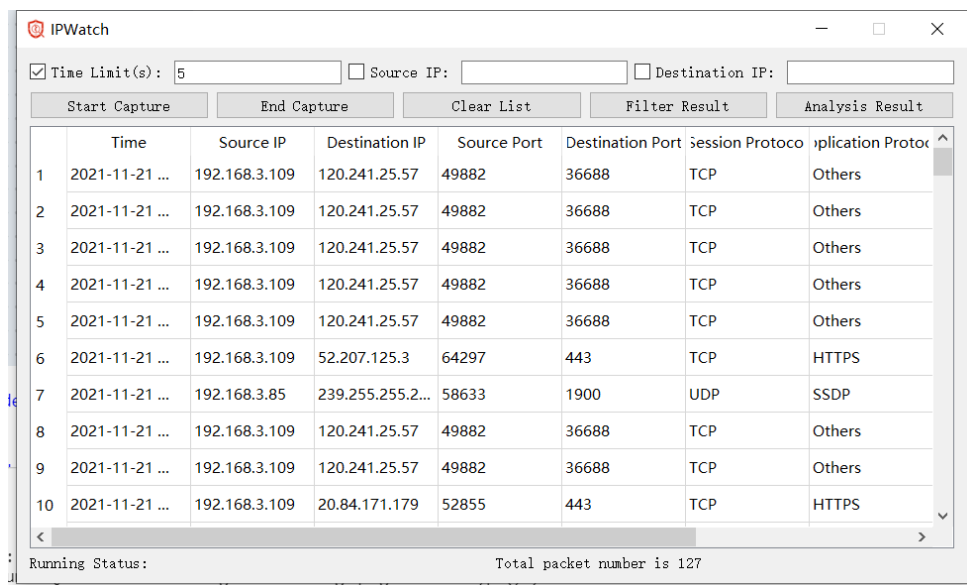 IPWatch
Time Limit(s): 5 Source IP: Destination IP:
Start Capture End Capture Clear List Filter Result Analysis Result
Time Source IP Destination IP Source Port Destination Port Session Protoco plication Protoc
1 2021-11-21 ... 192.168.3.109 120.241.25.57 49882 36688 TCP Others
2 2021-11-21 ... 192.168.3.109 120.241.25.57 49882 36688 TCP Others
3 2021-11-21 ... 192.168.3.109 120.241.25.57 49882 36688 TCP Others
4 2021-11-21 ... 192.168.3.109 120.241.25.57 49882 36688 TCP Others
5 2021-11-21 ... 192.168.3.109 120.241.25.57 49882 36688 TCP Others
6 2021-11-21 ... 192.168.3.109 52.207.125.3 64297 443 TCP HTTPS
7 2021-11-21 ... 192.168.3.85 239.255.255.2... 58633 1900 UDP SSDP
8 2021-11-21 ... 192.168.3.109 120.241.25.57 49882 36688 TCP Others
9 2021-11-21 ... 192.168.3.109 120.241.25.57 49882 36688 TCP Others
10 2021-11-21 ... 192.168.3.109 20.84.171.179 52855 443 TCP HTTPS
Running Status: Total packet number is 127